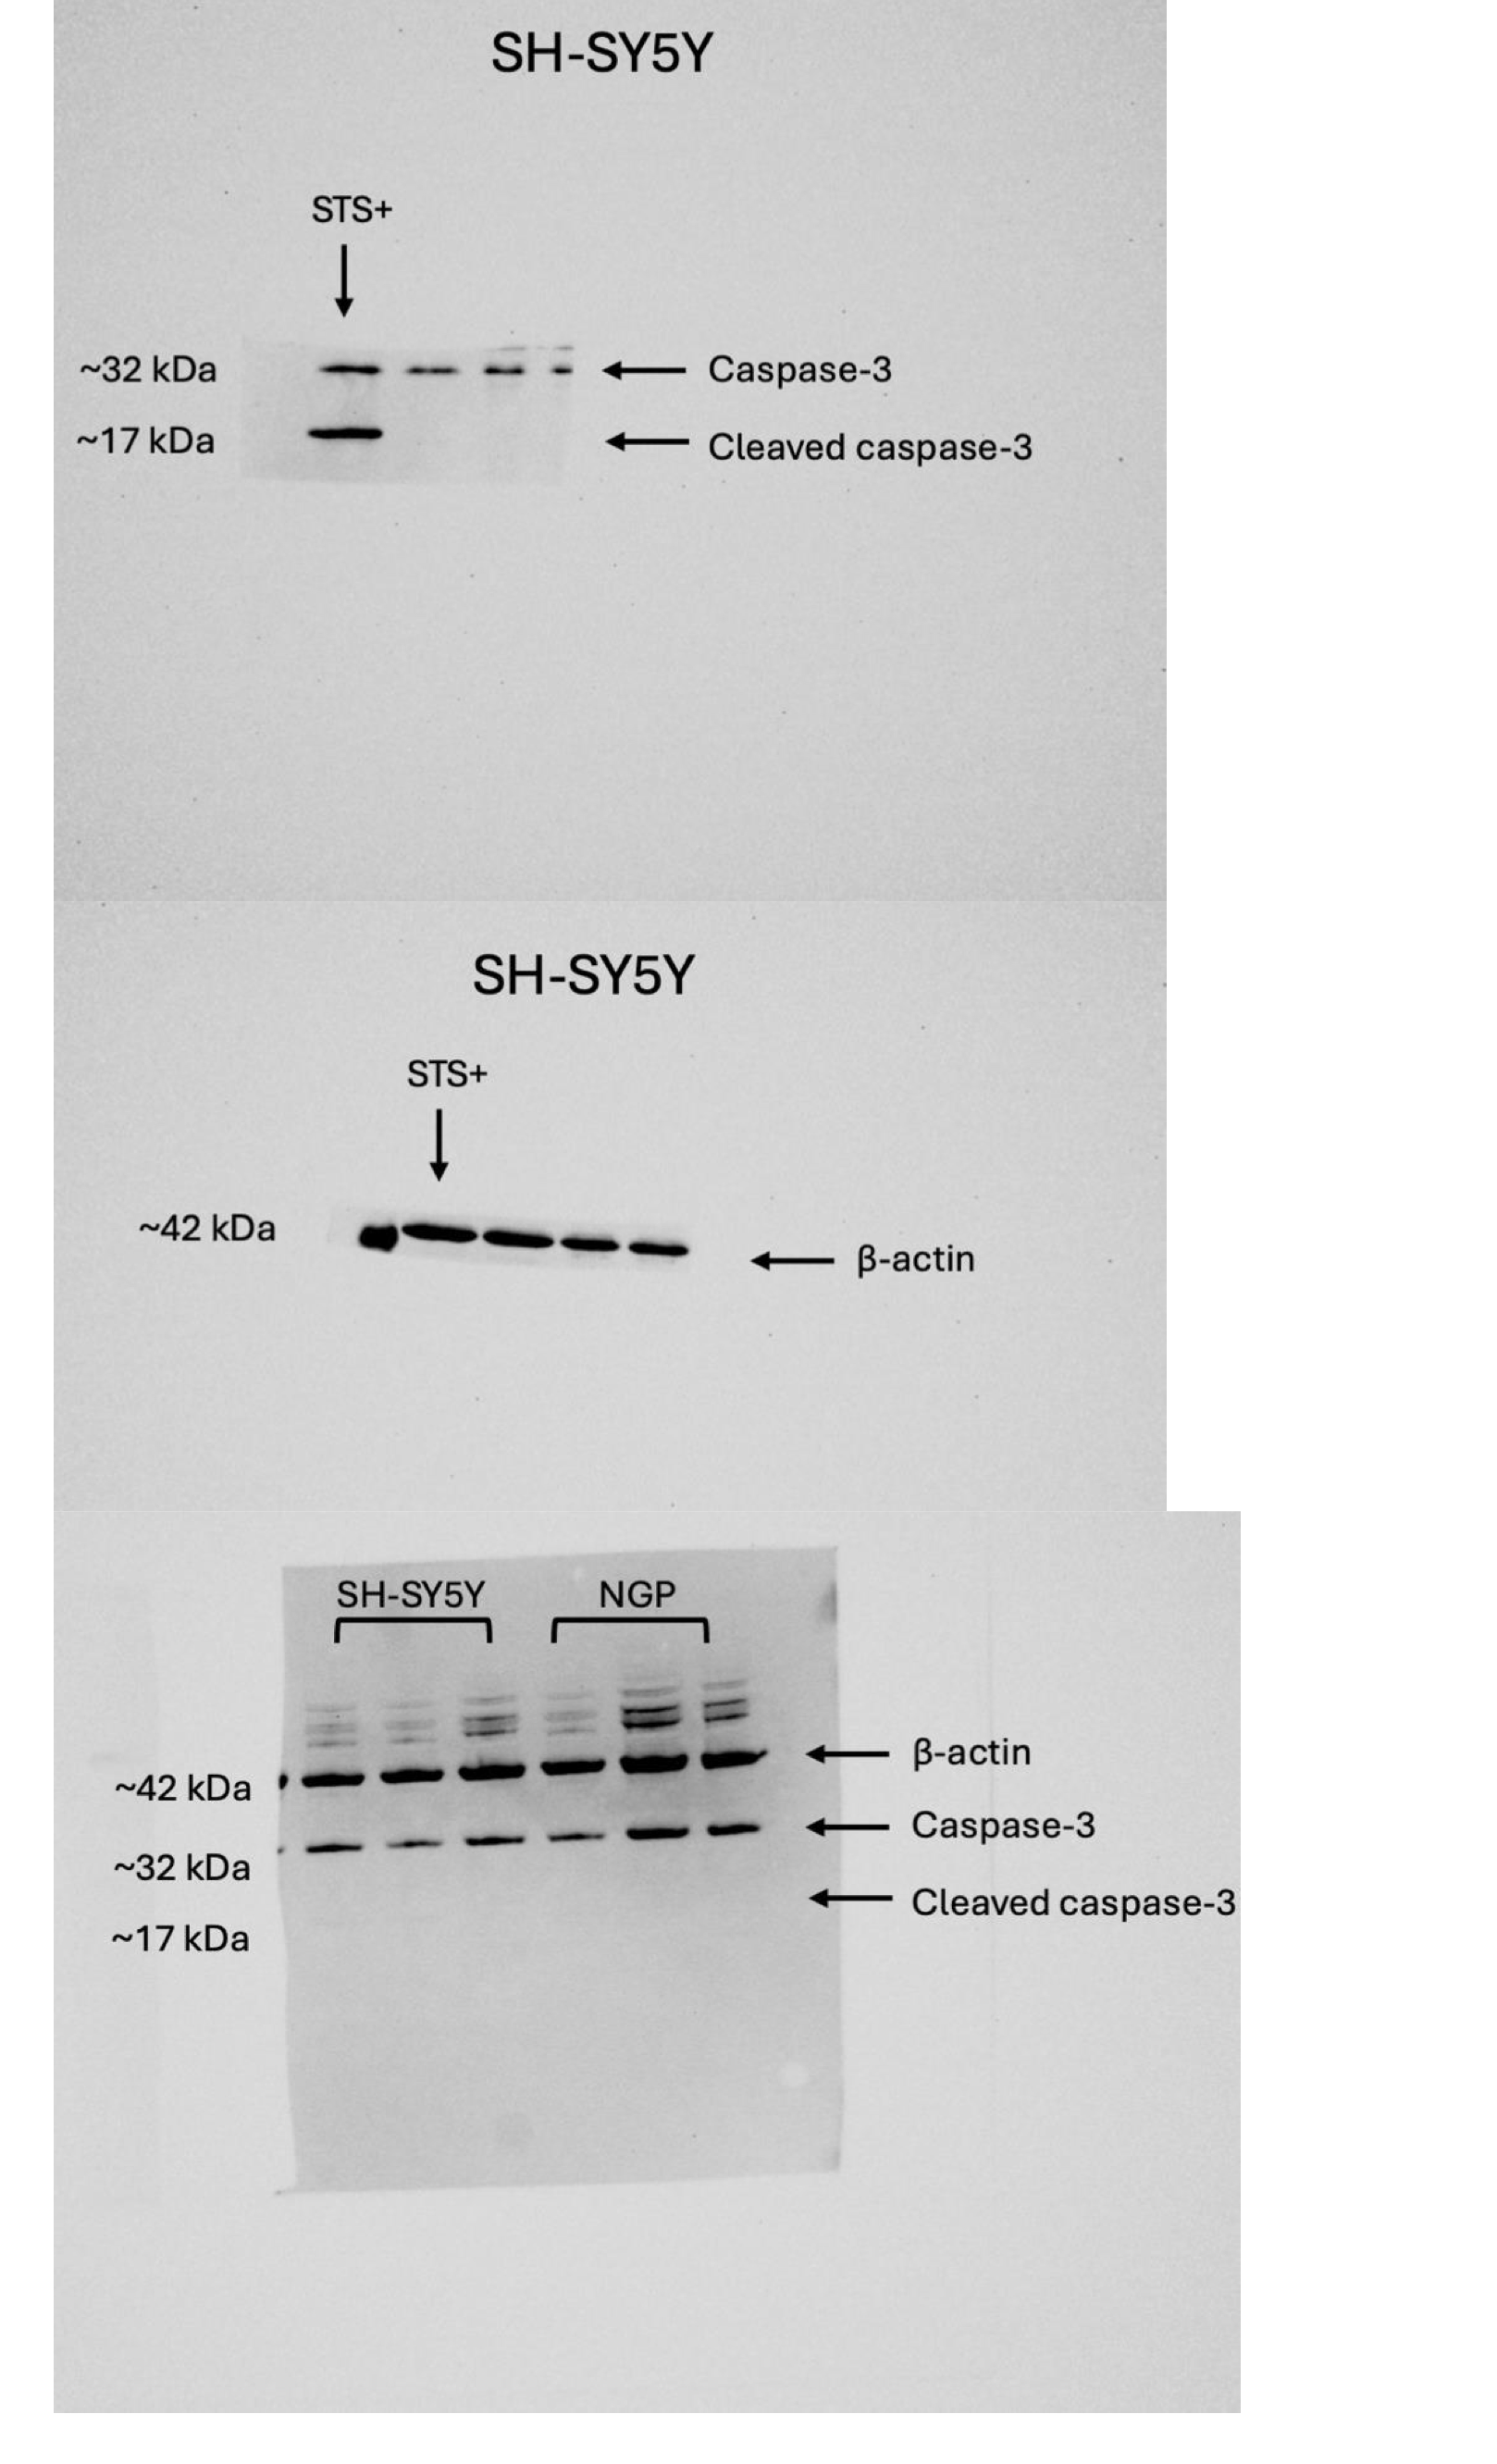 SH-SY5Y
STS+
~32 kDa
Caspase-3
~17 kDa
Cleaved caspase-3
SH-SY5Y
STS+
~42 kDa
β-actin
SH-SY5Y
NGP
β-actin
~42 kDa
Caspase-3
~32 kDa
Cleaved caspase-3
~17 kDa